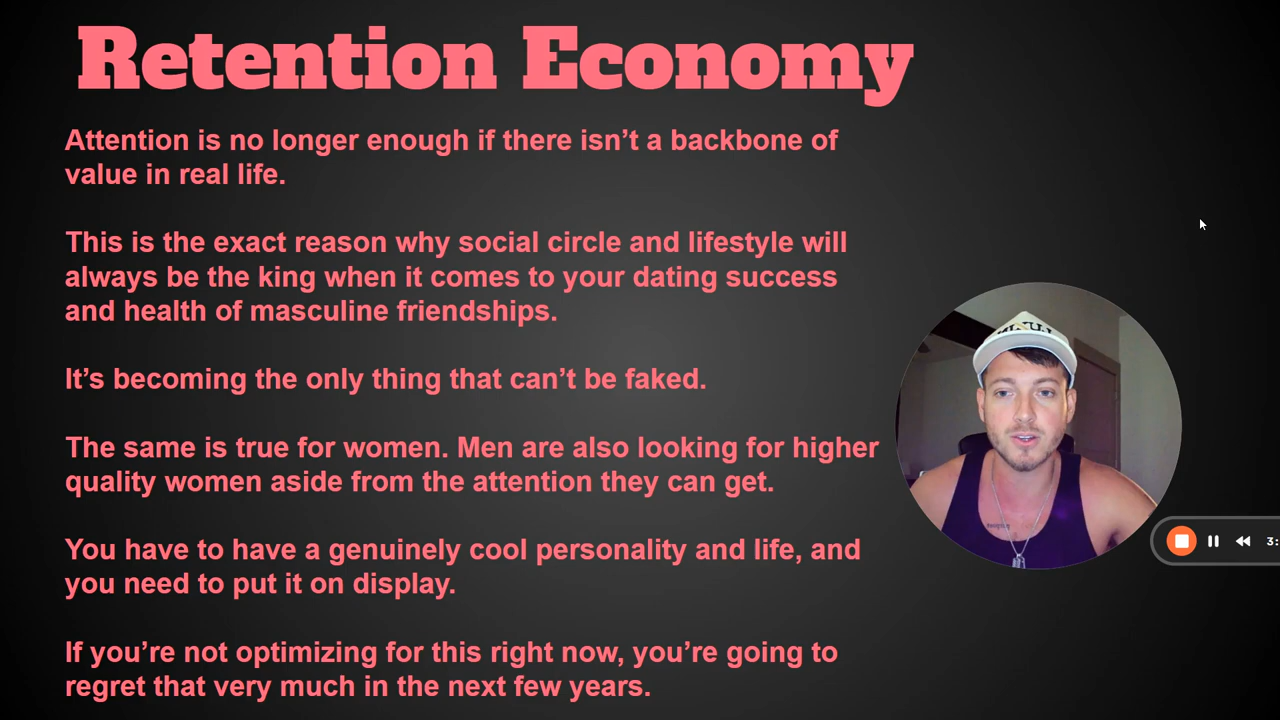 Retention Economy
Attention is no longer enough if there isn’t a backbone of
value in real life.
This is the exact reason why social circle and lifestyle will
always be the king when it comes to your dating success
and health of masculine friendships.
It’s becoming the only thing that can’t be faked.
The same is true for women. Men are also looking for higher
quality women aside from the attention they can get.
You have to have a genuinely cool personality and life, and
you need to put it on display.
If you’re not optimizing for this right now, you’re going to
regret that very much in the next few years.
3: